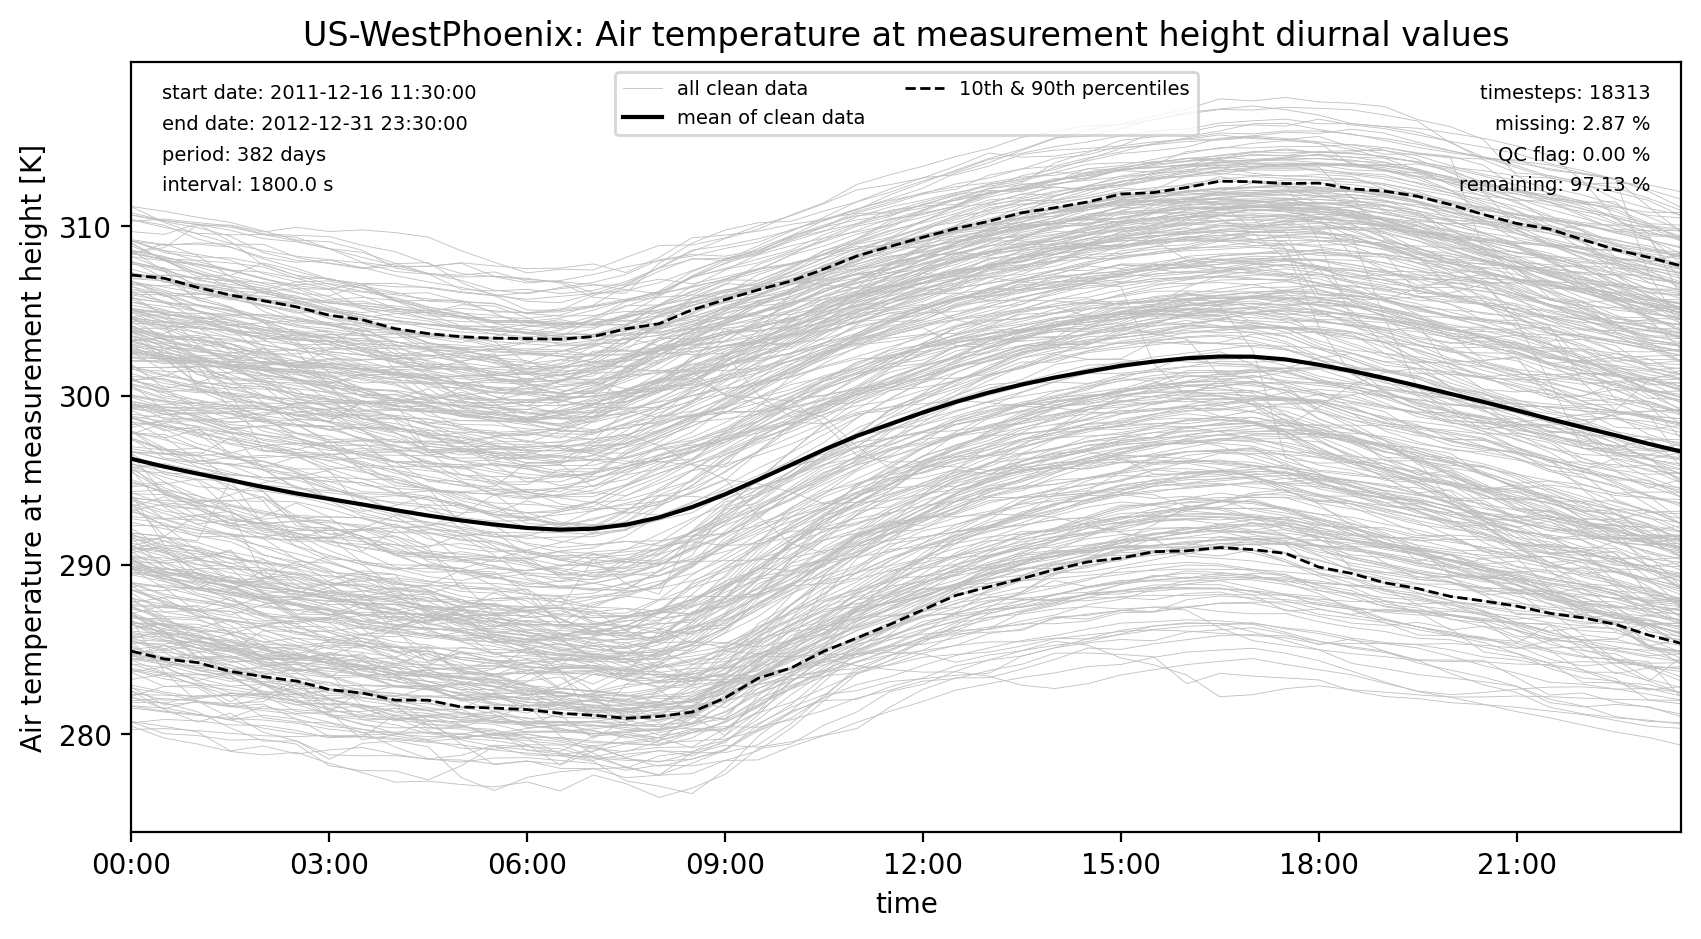 US-WestPhoenix: Air temperature at measurement height diurnal values
start date: 2011-12-16 11:30:00
end date: 2012-12-31 23:30:00
period: 382 days
interval: 1800.0 s
all clean data
mean of clean data
10th & 90th percentiles
timesteps: 18313
missing: 2.87 %
QC flag: 0.00 %
remaining: 97.13 %
Air temperature at measurement height [K]
310
300
290
280
00:00 03:00 06:00 09:00 12:00 15:00 18:00 21:00
time